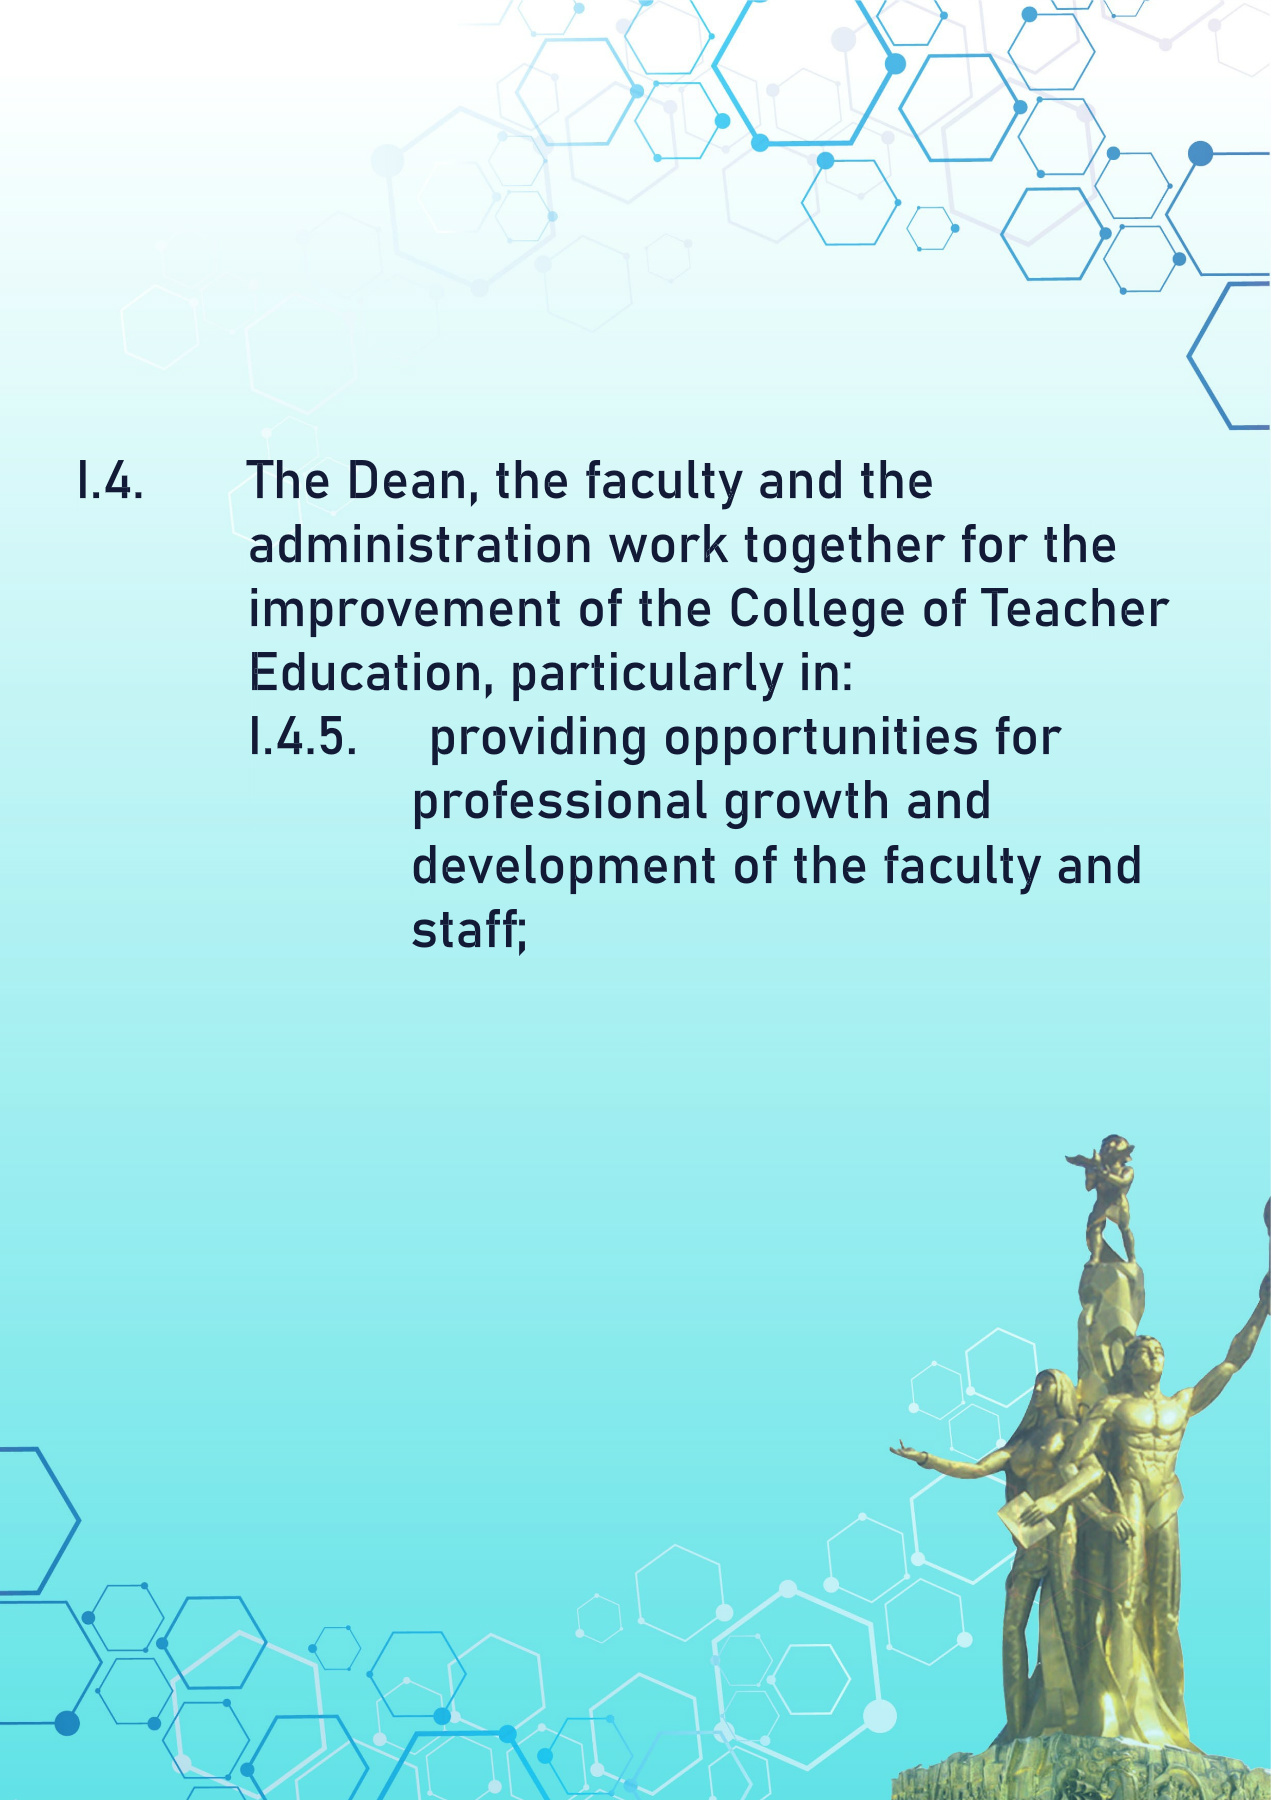 I.4. The Dean, the faculty and the
administration work together for the
improvement of the College of Teacher
Education, particularly in:
I.4.5. providing opportunities for
professional growth and
development of the faculty and
staff;